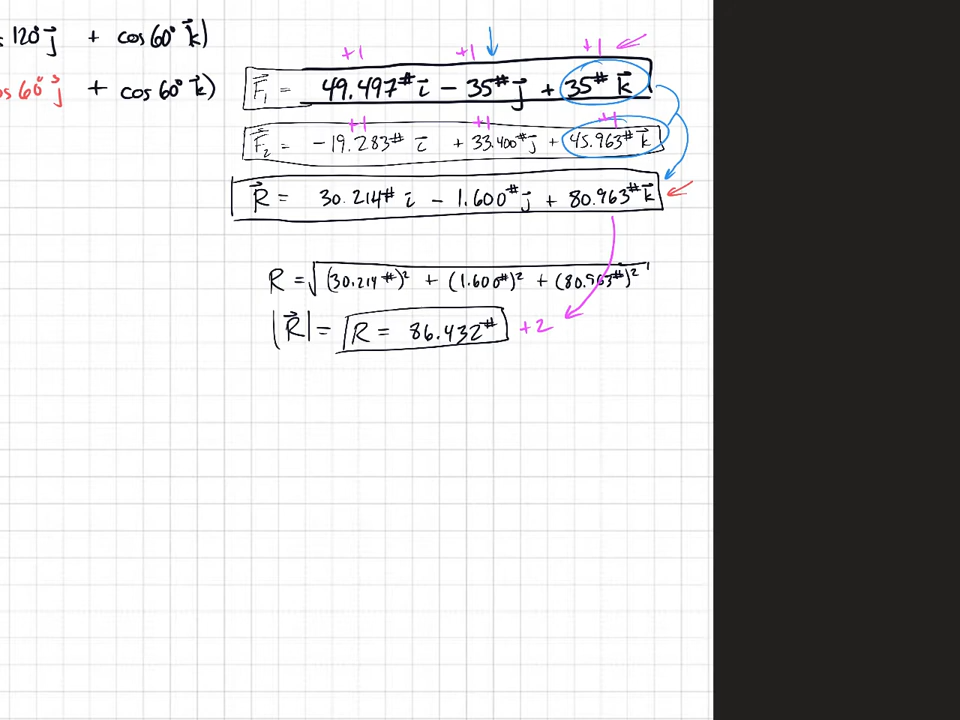 120° j⃗ + cos 60° k⃗)
+1 +1 +1
F⃗₁ = 49.497# i⃗ − 35# j⃗ + 35# k⃗
cos 60° j⃗ + cos 60° k⃗)
+1 +1 +1
F⃗₂ = −19.283# i⃗ + 33.400# j⃗ + 45.963# k⃗
R⃗ = 30.214# i⃗ − 1.600# j⃗ + 80.963# k⃗
R = √(30.214#)² + (1.600#)² + (80.963#)²
|R⃗| = R = 86.432# +2